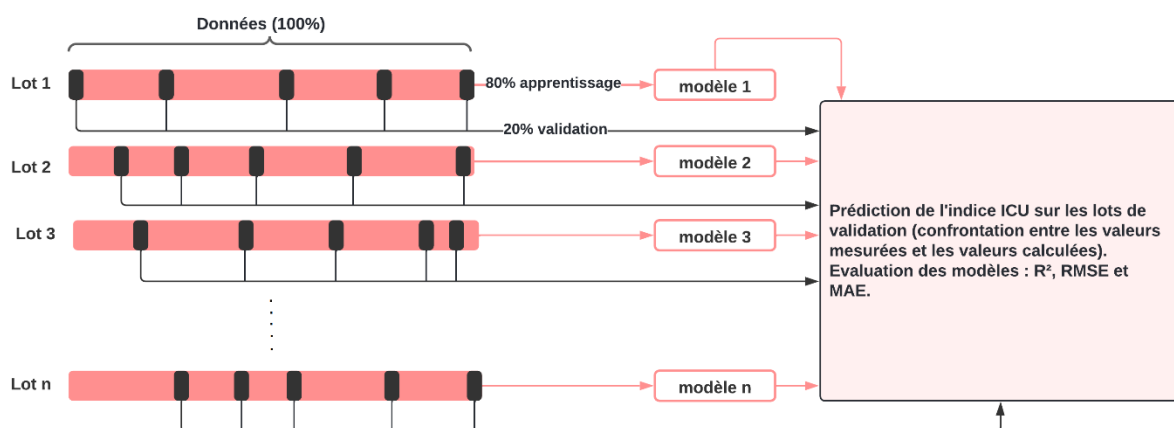 Données (100%)
Lot 1
80% apprentissage
modèle 1
20% validation
Lot 2
modèle 2
Lot 3
modèle 3
Prédiction de l'indice ICU sur les lots de
validation (confrontation entre les valeurs
mesurées et les valeurs calculées).
Evaluation des modèles : R², RMSE et
MAE.
Lot n
modèle n